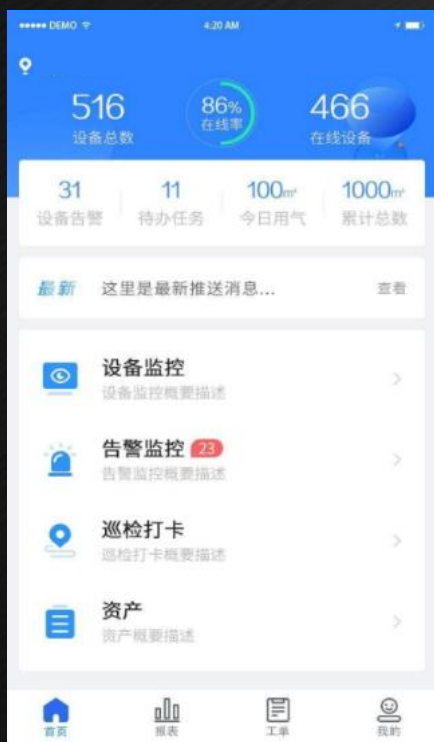 DEMO 4:20 AM
516 86% 466
设备总数 在线率 在线设备
31 11 100m³ 1000m³
设备告警 待办任务 今日用气 累计总数
最新 这里是最新推送消息... 查看
设备监控
设备监控概要描述
告警监控 23
告警监控概要描述
巡检打卡
巡检打卡概要描述
资产
资产概要描述
首页 报表 工单 我的